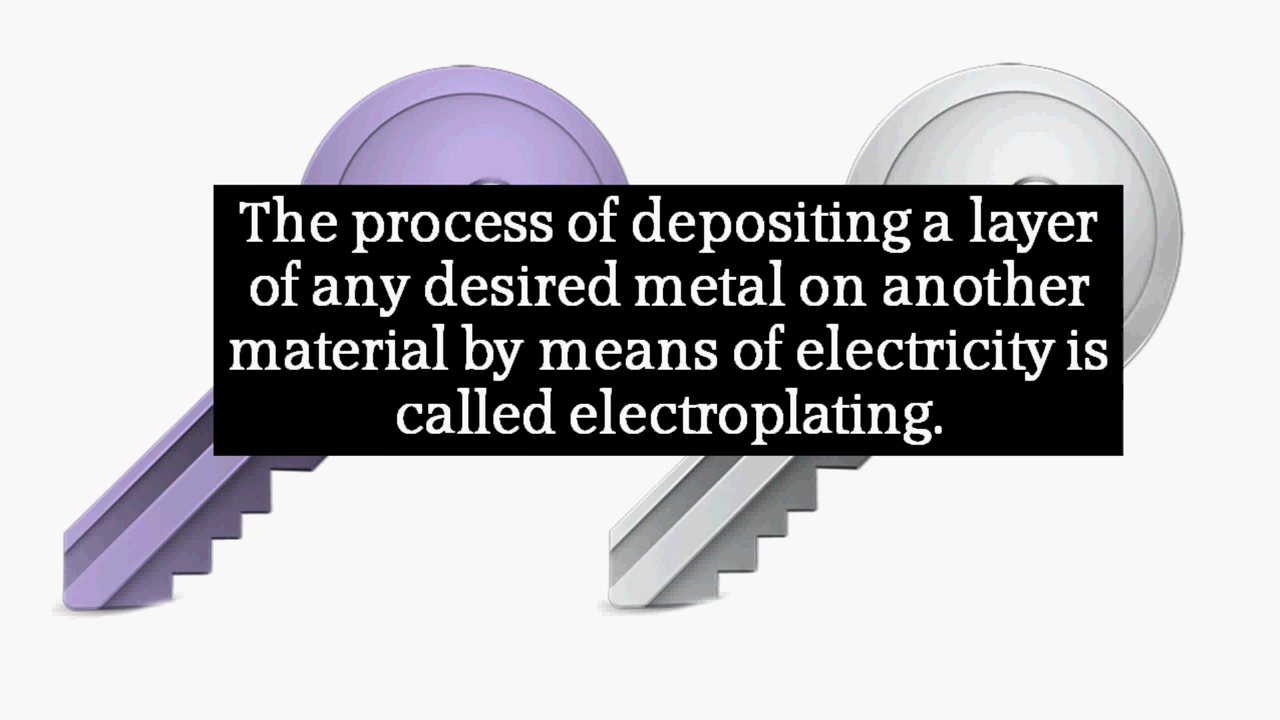 The process of depositing a layer
of any desired metal on another
material by means of electricity is
called electroplating.